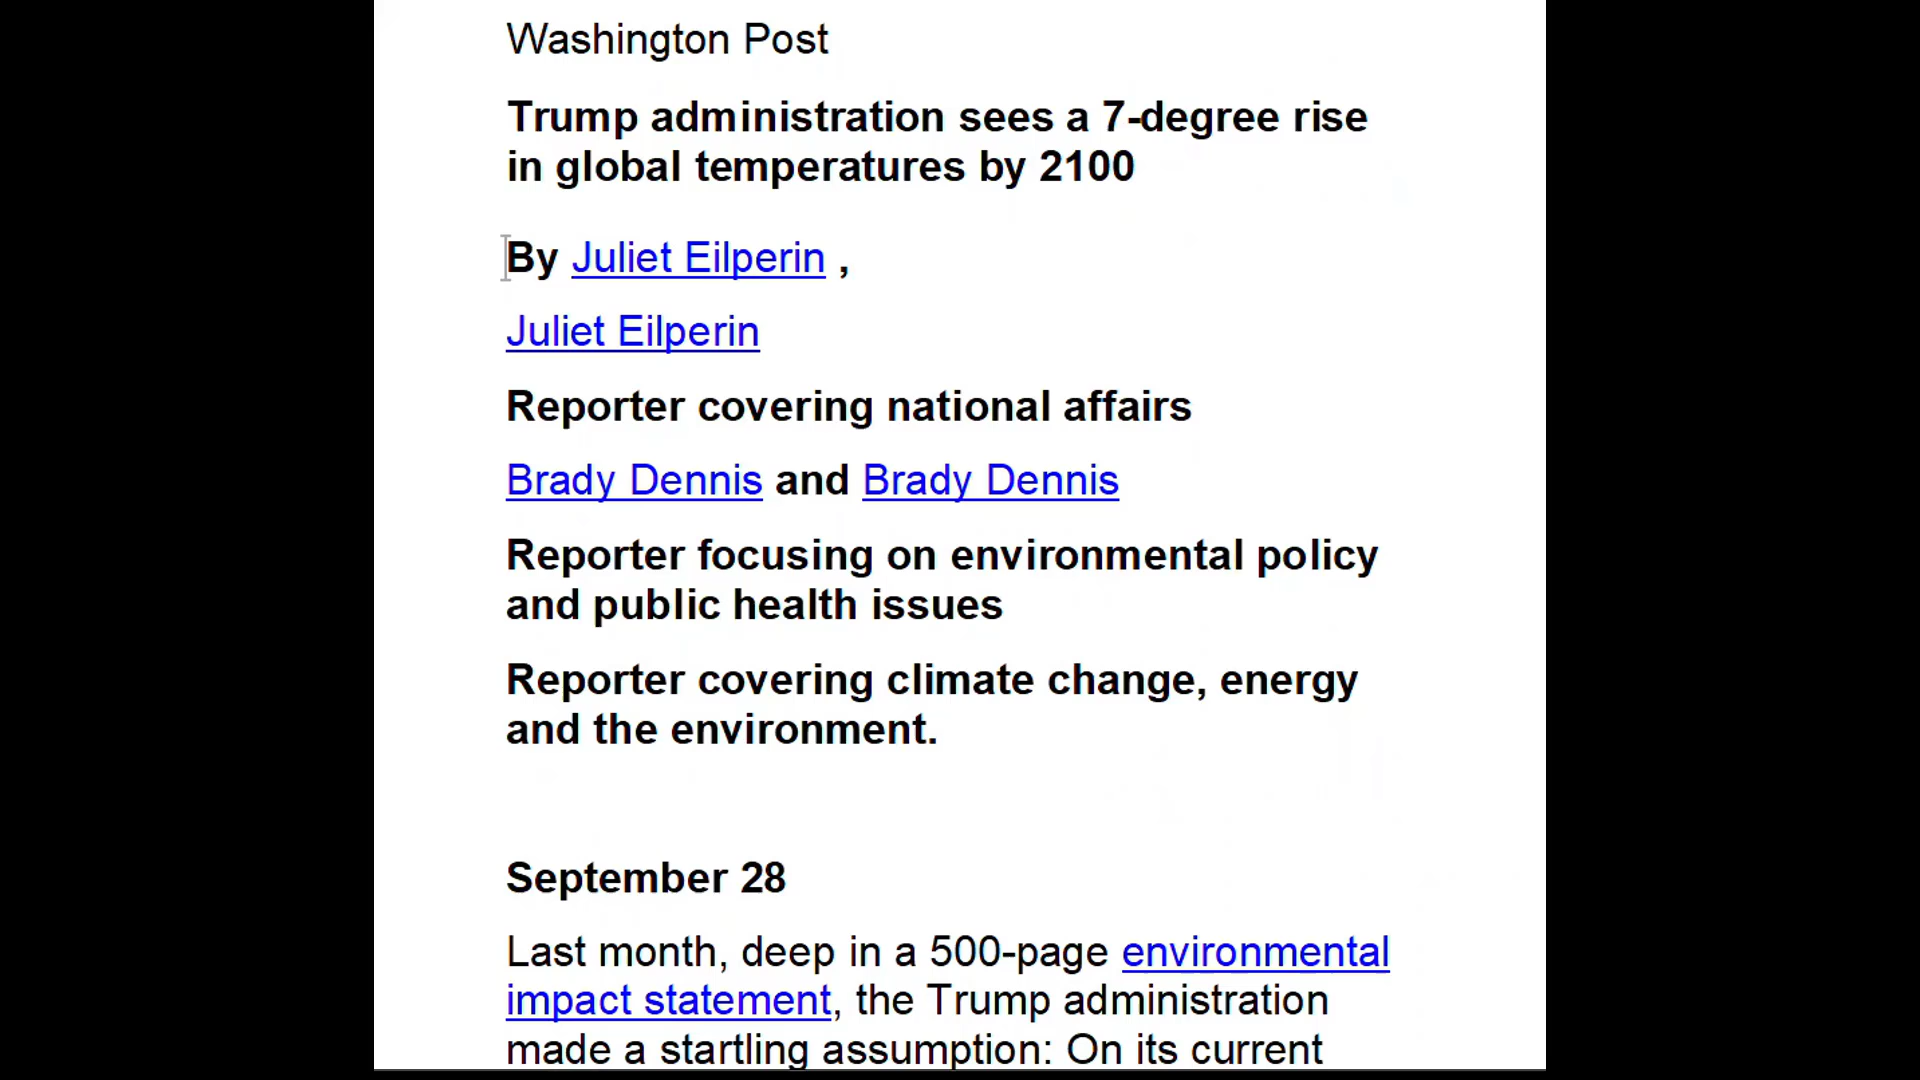 Washington Post
Trump administration sees a 7-degree rise
in global temperatures by 2100
By Juliet Eilperin ,
Juliet Eilperin
Reporter covering national affairs
Brady Dennis and Brady Dennis
Reporter focusing on environmental policy
and public health issues
Reporter covering climate change, energy
and the environment.
September 28
Last month, deep in a 500-page environmental
impact statement, the Trump administration
made a startling assumption: On its current